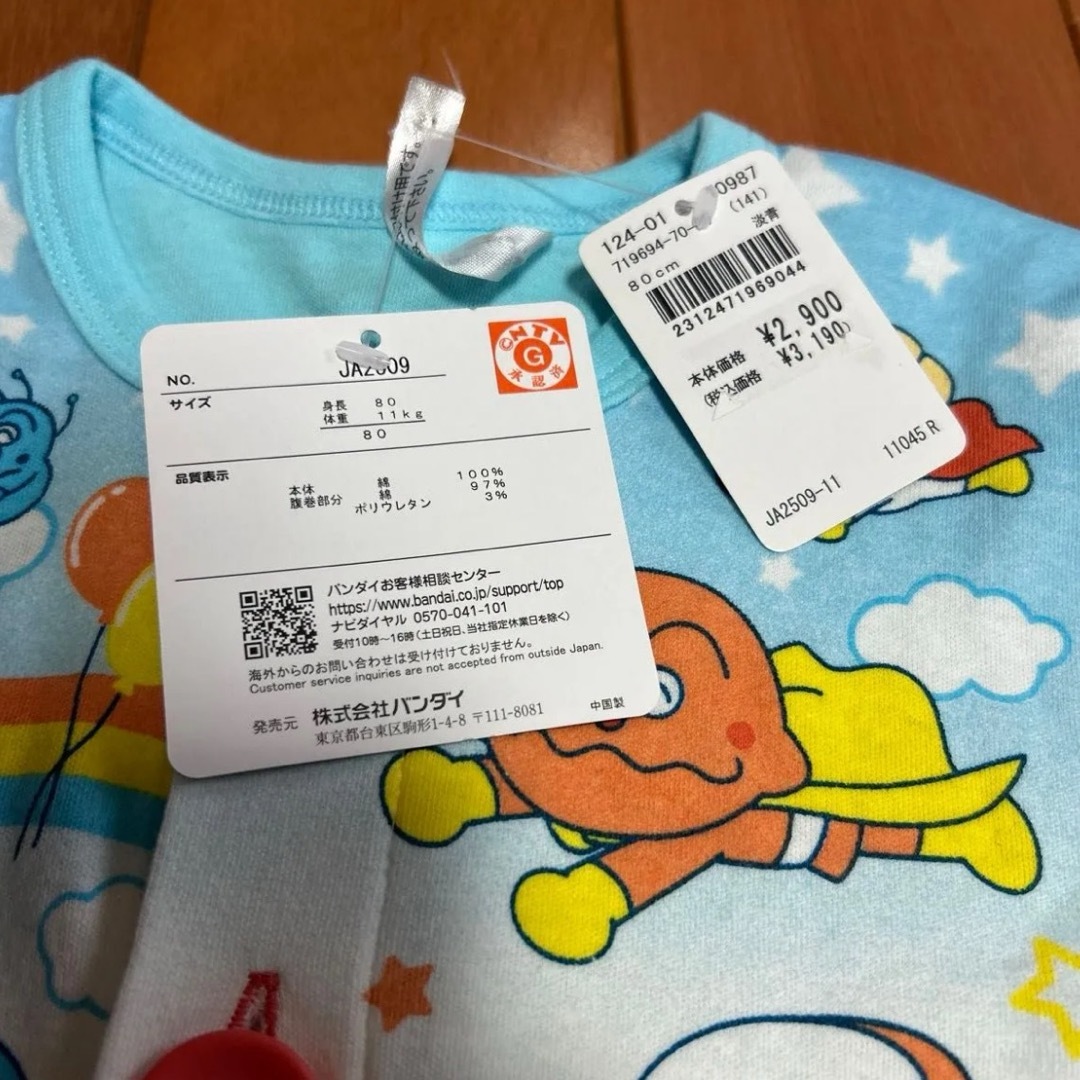 NO. JA2509
©NTV
G
承認済
サイズ
身長 80
体重 11kg
80
品質表示
本体 綿 100%
腹巻部分 綿 97%
ポリウレタン 3%
バンダイお客様相談センター
https://www.bandai.co.jp/support/top
ナビダイヤル 0570-041-101
受付10時～16時(土日祝日、当社指定休業日を除く)
海外からのお問い合わせは受け付けておりません。
Customer service inquiries are not accepted from outside Japan.
発売元 株式会社バンダイ
東京都台東区駒形1-4-8 〒111-8081
中国製
124-01 0987
719694-70- (141)
80cm 淡青
2312471969044
本体価格 ¥2,900
(税込価格 ¥3,190)
11045 R
JA2509-11